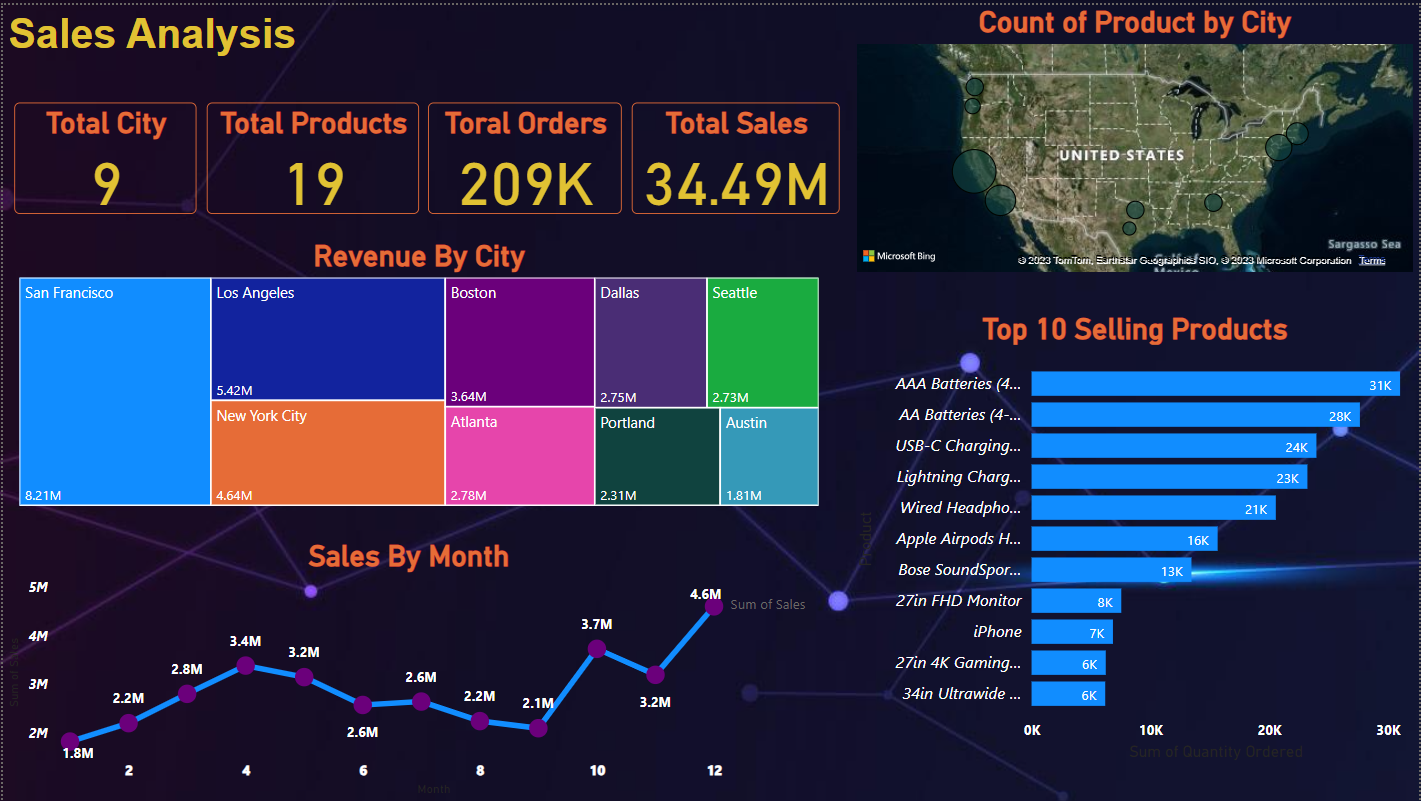 Sales Analysis
Total City
9
Total Products
19
Toral Orders
209K
Total Sales
34.49M
Count of Product by City
UNITED STATES
Sargasso Sea
Gulf of
Mexico
Microsoft Bing
© 2023 TomTom, Earthstar Geographics SIO, © 2023 Microsoft Corporation Terms
Revenue By City
San Francisco
8.21M
Los Angeles
5.42M
New York City
4.64M
Boston
3.64M
Atlanta
2.78M
Dallas
2.75M
Seattle
2.73M
Portland
2.31M
Austin
1.81M
Sales By Month
Sum of Sales
5M
4M
3M
2M
1.8M
2.2M
2.8M
3.4M
3.2M
2.6M
2.6M
2.2M
2.1M
3.7M
3.2M
4.6M
Sum of Sales
2 4 6 8 10 12
Month
Top 10 Selling Products
Product
AAA Batteries (4... 31K
AA Batteries (4-... 28K
USB-C Charging... 24K
Lightning Charg... 23K
Wired Headpho... 21K
Apple Airpods H... 16K
Bose SoundSpor... 13K
27in FHD Monitor 8K
iPhone 7K
27in 4K Gaming... 6K
34in Ultrawide ... 6K
0K 10K 20K 30K
Sum of Quantity Ordered